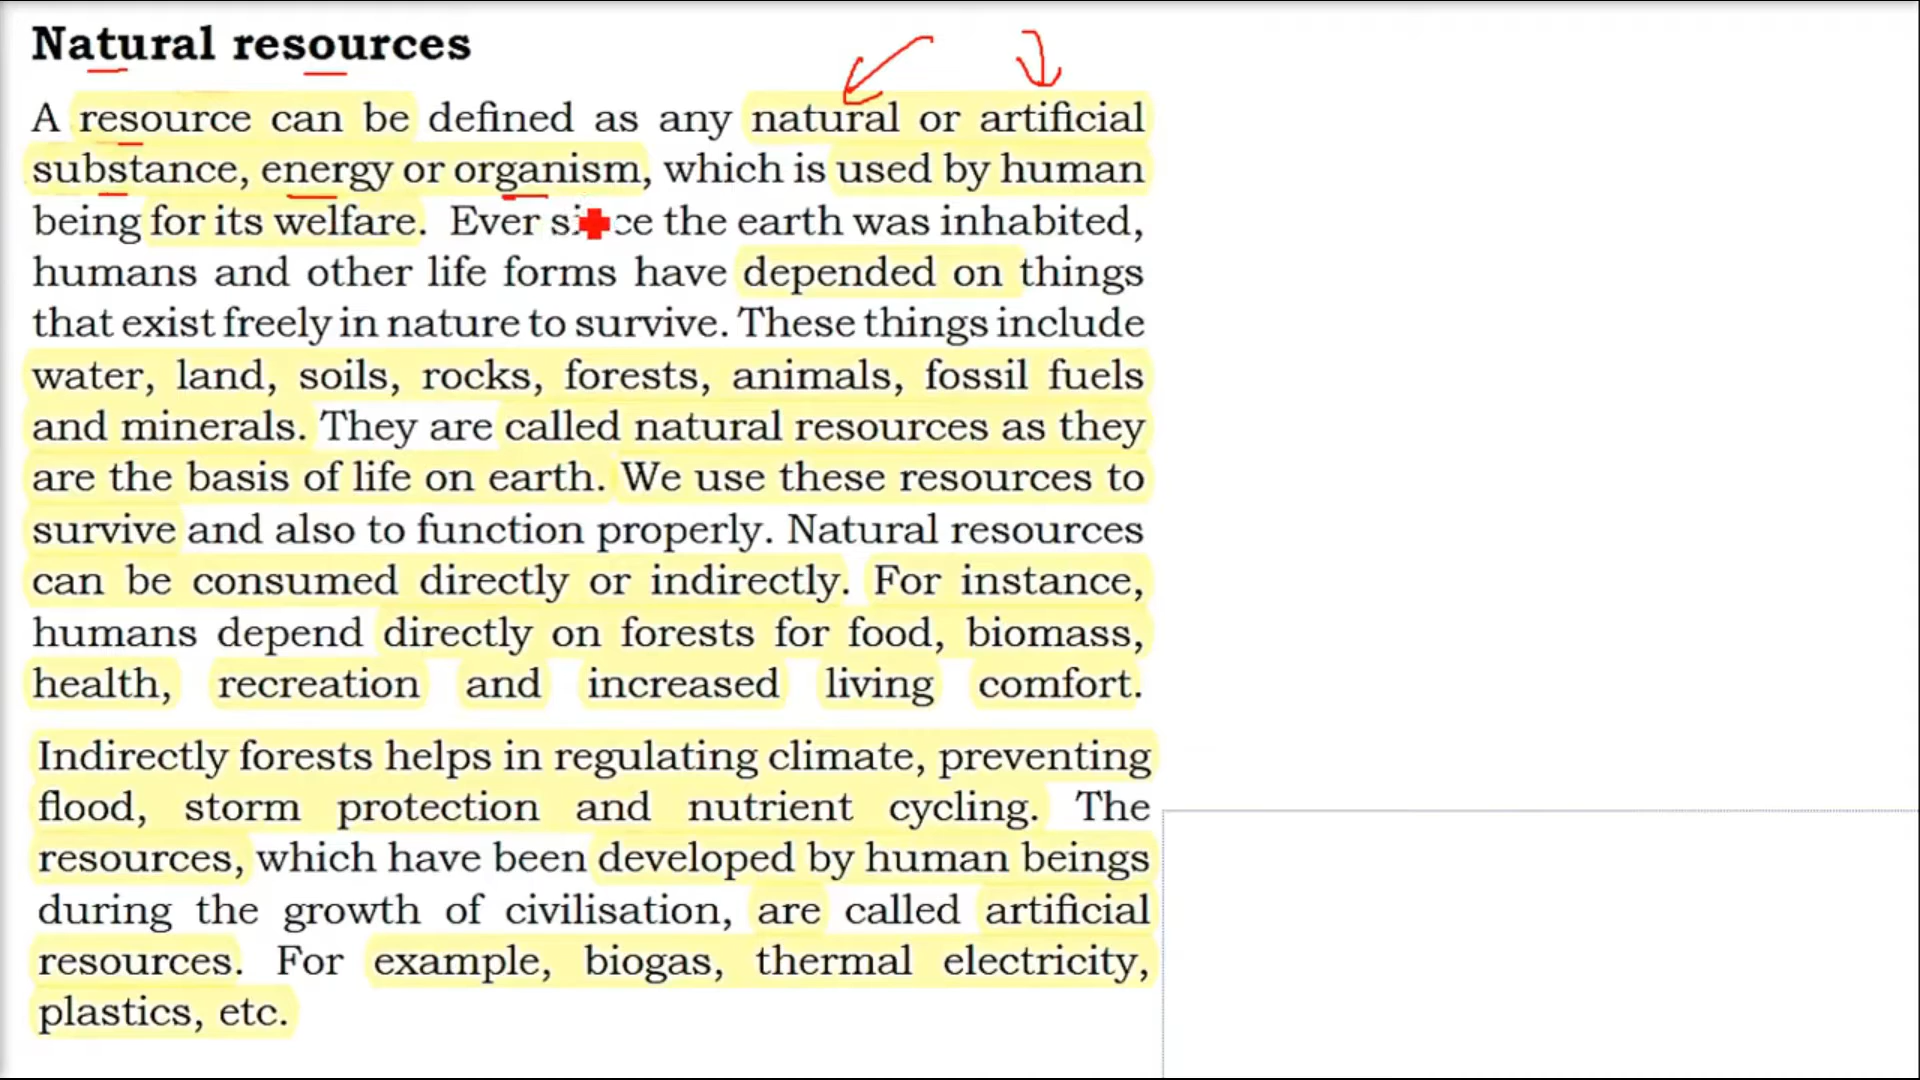 Natural resources
A resource can be defined as any natural or artificial
substance, energy or organism, which is used by human
being for its welfare. Ever the earth was inhabited,
humans and other life forms have depended on things
that exist freely in nature to survive. These things include
water, land, soils, rocks, forests, animals, fossil fuels
and minerals. They are called natural resources as they
are the basis of life on earth. We use these resources to
survive and also to function properly. Natural resources
can be consumed directly or indirectly. For instance,
humans depend directly on forests for food, biomass,
health, recreation and increased living comfort.
Indirectly forests helps in regulating climate, preventing
flood, storm protection and nutrient cycling. The
resources, which have been developed by human beings
during the growth of civilisation, are called artificial
resources. For example, biogas, thermal electricity,
plastics, etc.